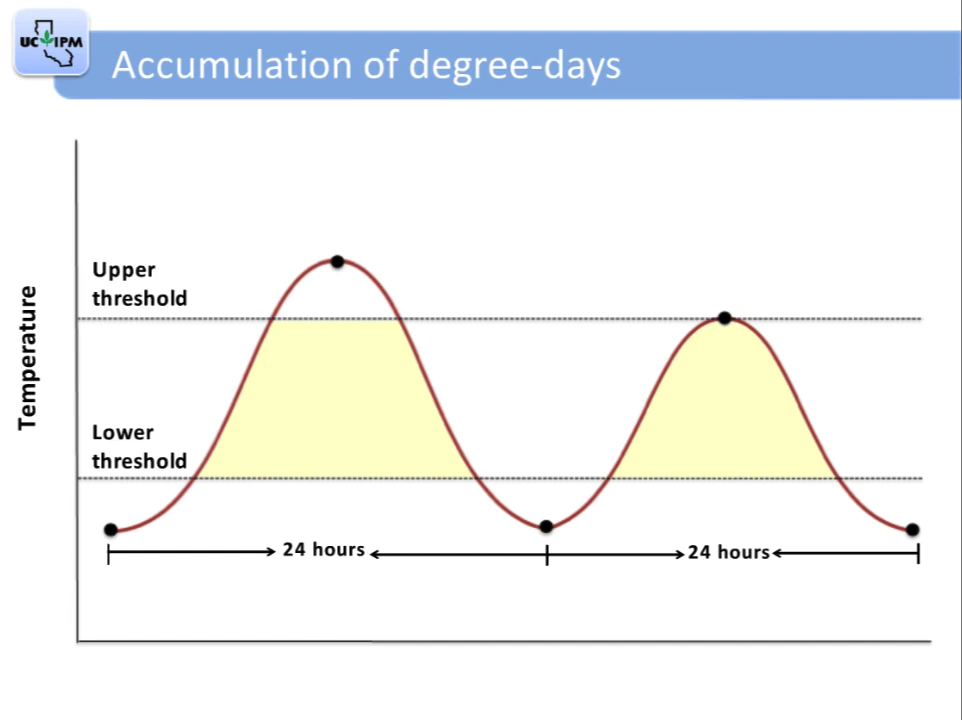 UC IPM
Accumulation of degree-days
Upper
threshold
Temperature
Lower
threshold
24 hours
24 hours